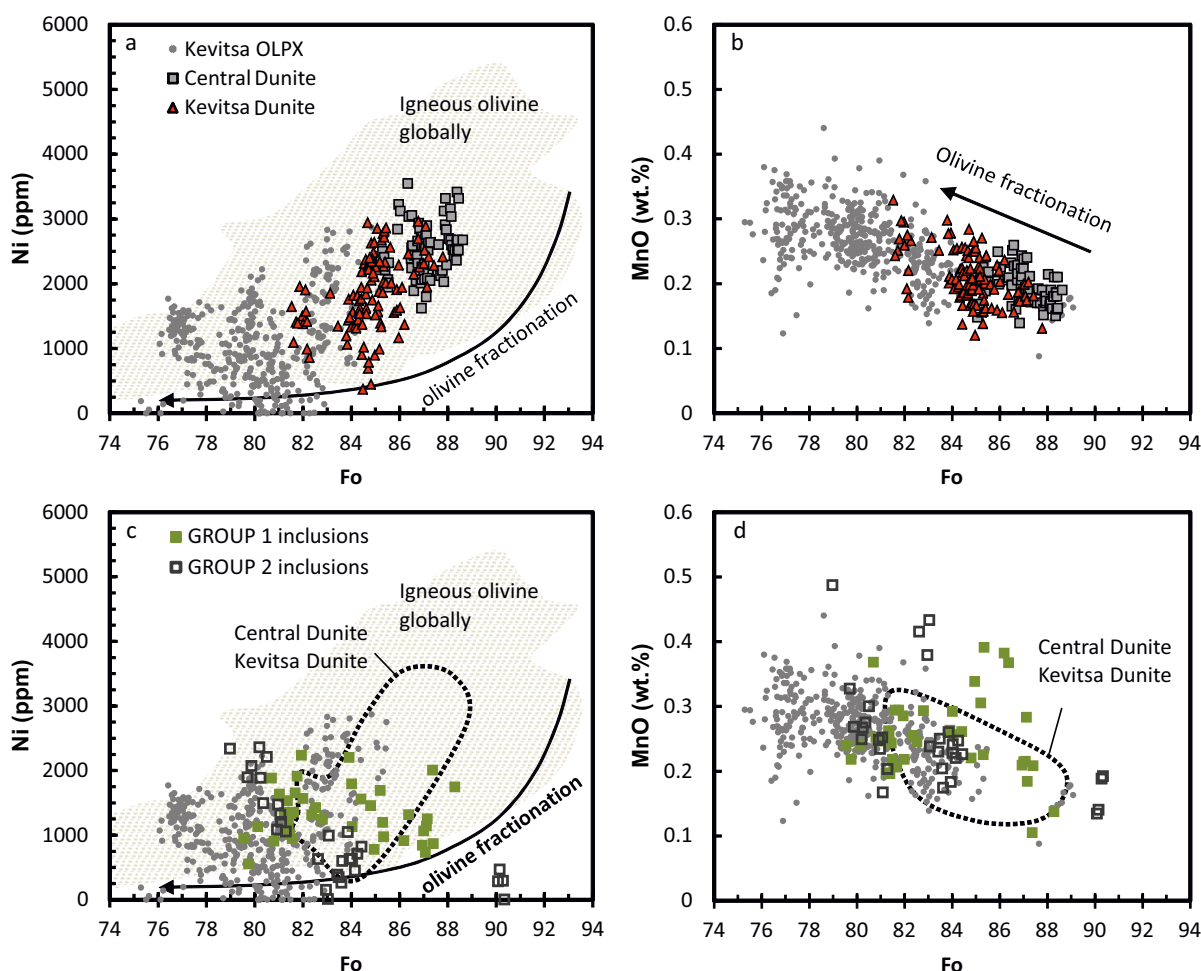 a
Kevitsa OLPX
Central Dunite
Kevitsa Dunite
Igneous olivine
globally
olivine fractionation
Ni (ppm)
6000
5000
4000
3000
2000
1000
0
74 76 78 80 82 84 86 88 90 92 94
Fo
b
Olivine fractionation
MnO (wt.%)
0.6
0.5
0.4
0.3
0.2
0.1
0
74 76 78 80 82 84 86 88 90 92 94
Fo
c
GROUP 1 inclusions
GROUP 2 inclusions
Igneous olivine
globally
Central Dunite
Kevitsa Dunite
olivine fractionation
Ni (ppm)
6000
5000
4000
3000
2000
1000
0
74 76 78 80 82 84 86 88 90 92 94
Fo
d
Central Dunite
Kevitsa Dunite
MnO (wt.%)
0.6
0.5
0.4
0.3
0.2
0.1
0
74 76 78 80 82 84 86 88 90 92 94
Fo